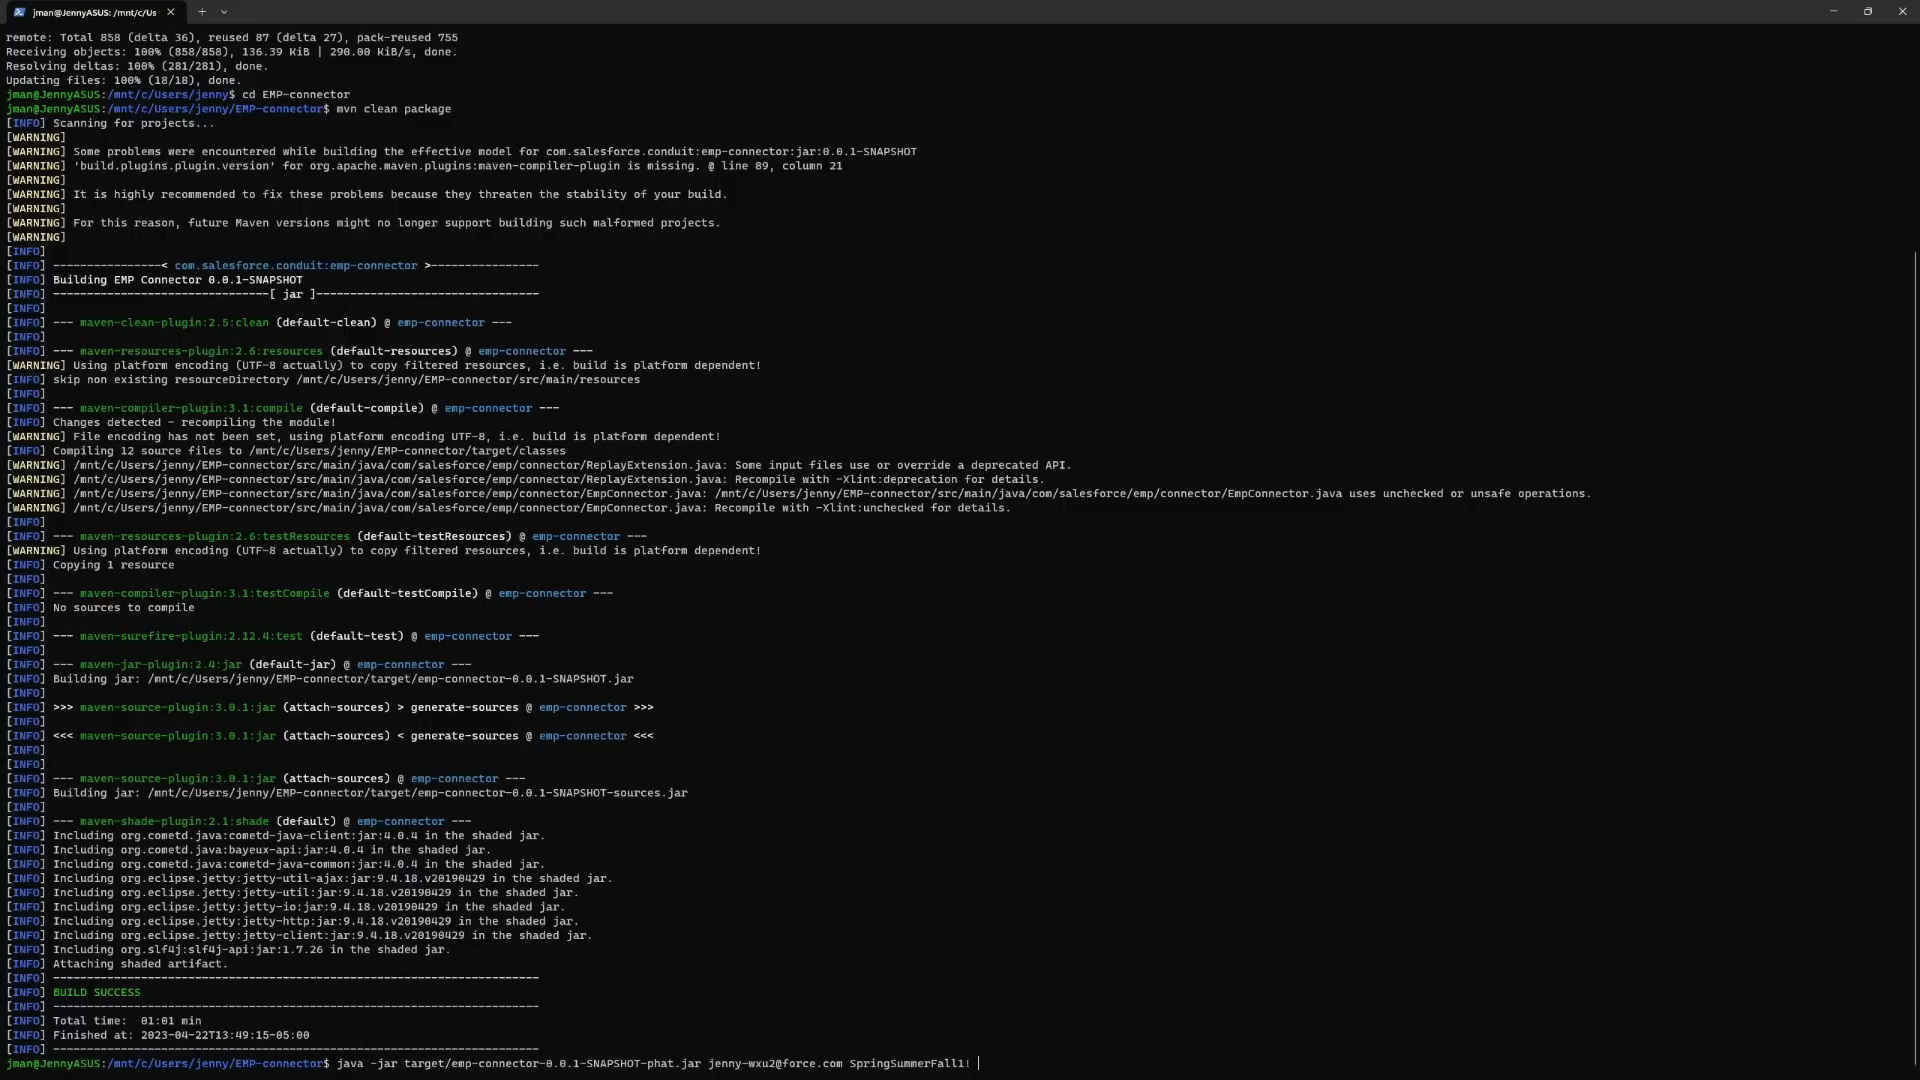 jman@JennyASUS: /mnt/c/Us
remote: Total 858 (delta 36), reused 87 (delta 27), pack-reused 755
Receiving objects: 100% (858/858), 136.39 KiB | 290.00 KiB/s, done.
Resolving deltas: 100% (281/281), done.
Updating files: 100% (18/18), done.
jman@JennyASUS:/mnt/c/Users/jenny$ cd EMP-connector
jman@JennyASUS:/mnt/c/Users/jenny/EMP-connector$ mvn clean package
[INFO] Scanning for projects...
[WARNING]
[WARNING] Some problems were encountered while building the effective model for com.salesforce.conduit:emp-connector:jar:0.0.1-SNAPSHOT
[WARNING] 'build.plugins.plugin.version' for org.apache.maven.plugins:maven-compiler-plugin is missing. @ line 89, column 21
[WARNING]
[WARNING] It is highly recommended to fix these problems because they threaten the stability of your build.
[WARNING]
[WARNING] For this reason, future Maven versions might no longer support building such malformed projects.
[WARNING]
[INFO]
[INFO] ----------------< com.salesforce.conduit:emp-connector >----------------
[INFO] Building EMP Connector 0.0.1-SNAPSHOT
[INFO] --------------------------------[ jar ]---------------------------------
[INFO]
[INFO] --- maven-clean-plugin:2.5:clean (default-clean) @ emp-connector ---
[INFO]
[INFO] --- maven-resources-plugin:2.6:resources (default-resources) @ emp-connector ---
[WARNING] Using platform encoding (UTF-8 actually) to copy filtered resources, i.e. build is platform dependent!
[INFO] skip non existing resourceDirectory /mnt/c/Users/jenny/EMP-connector/src/main/resources
[INFO]
[INFO] --- maven-compiler-plugin:3.1:compile (default-compile) @ emp-connector ---
[INFO] Changes detected - recompiling the module!
[WARNING] File encoding has not been set, using platform encoding UTF-8, i.e. build is platform dependent!
[INFO] Compiling 12 source files to /mnt/c/Users/jenny/EMP-connector/target/classes
[WARNING] /mnt/c/Users/jenny/EMP-connector/src/main/java/com/salesforce/emp/connector/ReplayExtension.java: Some input files use or override a deprecated API.
[WARNING] /mnt/c/Users/jenny/EMP-connector/src/main/java/com/salesforce/emp/connector/ReplayExtension.java: Recompile with -Xlint:deprecation for details.
[WARNING] /mnt/c/Users/jenny/EMP-connector/src/main/java/com/salesforce/emp/connector/EmpConnector.java: /mnt/c/Users/jenny/EMP-connector/src/main/java/com/salesforce/emp/connector/EmpConnector.java uses unchecked or unsafe operations.
[WARNING] /mnt/c/Users/jenny/EMP-connector/src/main/java/com/salesforce/emp/connector/EmpConnector.java: Recompile with -Xlint:unchecked for details.
[INFO]
[INFO] --- maven-resources-plugin:2.6:testResources (default-testResources) @ emp-connector ---
[WARNING] Using platform encoding (UTF-8 actually) to copy filtered resources, i.e. build is platform dependent!
[INFO] Copying 1 resource
[INFO]
[INFO] --- maven-compiler-plugin:3.1:testCompile (default-testCompile) @ emp-connector ---
[INFO] No sources to compile
[INFO]
[INFO] --- maven-surefire-plugin:2.12.4:test (default-test) @ emp-connector ---
[INFO]
[INFO] --- maven-jar-plugin:2.4:jar (default-jar) @ emp-connector ---
[INFO] Building jar: /mnt/c/Users/jenny/EMP-connector/target/emp-connector-0.0.1-SNAPSHOT.jar
[INFO]
[INFO] >>> maven-source-plugin:3.0.1:jar (attach-sources) > generate-sources @ emp-connector >>>
[INFO]
[INFO] <<< maven-source-plugin:3.0.1:jar (attach-sources) < generate-sources @ emp-connector <<<
[INFO]
[INFO]
[INFO] --- maven-source-plugin:3.0.1:jar (attach-sources) @ emp-connector ---
[INFO] Building jar: /mnt/c/Users/jenny/EMP-connector/target/emp-connector-0.0.1-SNAPSHOT-sources.jar
[INFO]
[INFO] --- maven-shade-plugin:2.1:shade (default) @ emp-connector ---
[INFO] Including org.cometd.java:cometd-java-client:jar:4.0.4 in the shaded jar.
[INFO] Including org.cometd.java:bayeux-api:jar:4.0.4 in the shaded jar.
[INFO] Including org.cometd.java:cometd-java-common:jar:4.0.4 in the shaded jar.
[INFO] Including org.eclipse.jetty:jetty-util-ajax:jar:9.4.18.v20190429 in the shaded jar.
[INFO] Including org.eclipse.jetty:jetty-util:jar:9.4.18.v20190429 in the shaded jar.
[INFO] Including org.eclipse.jetty:jetty-io:jar:9.4.18.v20190429 in the shaded jar.
[INFO] Including org.eclipse.jetty:jetty-http:jar:9.4.18.v20190429 in the shaded jar.
[INFO] Including org.eclipse.jetty:jetty-client:jar:9.4.18.v20190429 in the shaded jar.
[INFO] Including org.slf4j:slf4j-api:jar:1.7.26 in the shaded jar.
[INFO] Attaching shaded artifact.
[INFO] ------------------------------------------------------------------------
[INFO] BUILD SUCCESS
[INFO] ------------------------------------------------------------------------
[INFO] Total time:  01:01 min
[INFO] Finished at: 2023-04-22T13:49:15-05:00
[INFO] ------------------------------------------------------------------------
jman@JennyASUS:/mnt/c/Users/jenny/EMP-connector$ java -jar target/emp-connector-0.0.1-SNAPSHOT-phat.jar jenny-wxu2@force.com SpringSummerFall1!